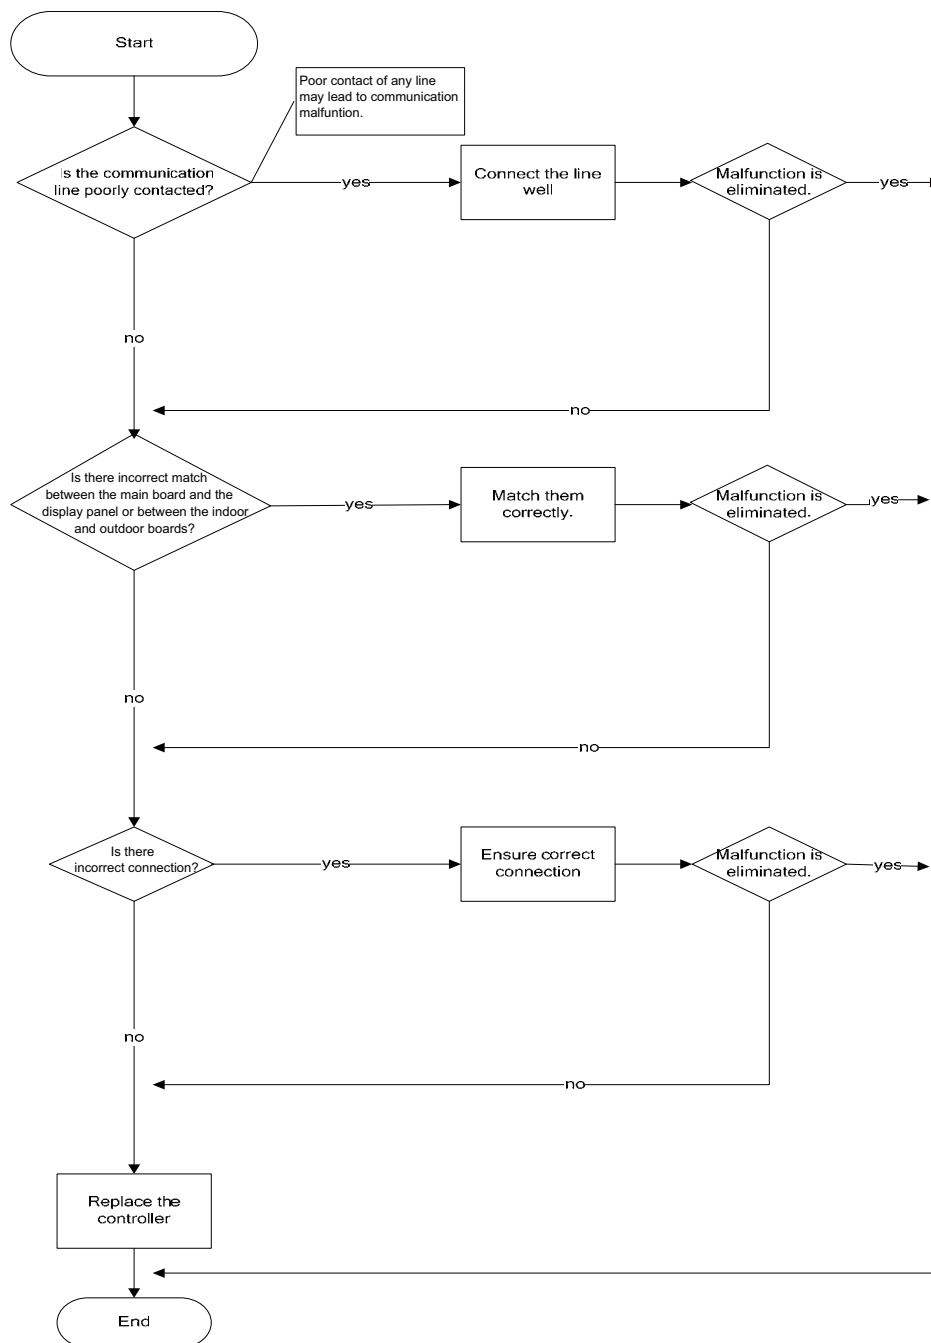 Start
Poor contact of any line
may lead to communication
malfuntion.
Is the communication
line poorly contacted?
yes
Connect the line
well
Malfunction is
eliminated.
yes
no
no
Is there incorrect match
between the main board and the
display panel or between the indoor
and outdoor boards?
yes
Match them
correctly.
Malfunction is
eliminated.
yes
no
no
Is there
incorrect connection?
yes
Ensure correct
connection
Malfunction is
eliminated.
yes
no
no
Replace the
controller
End